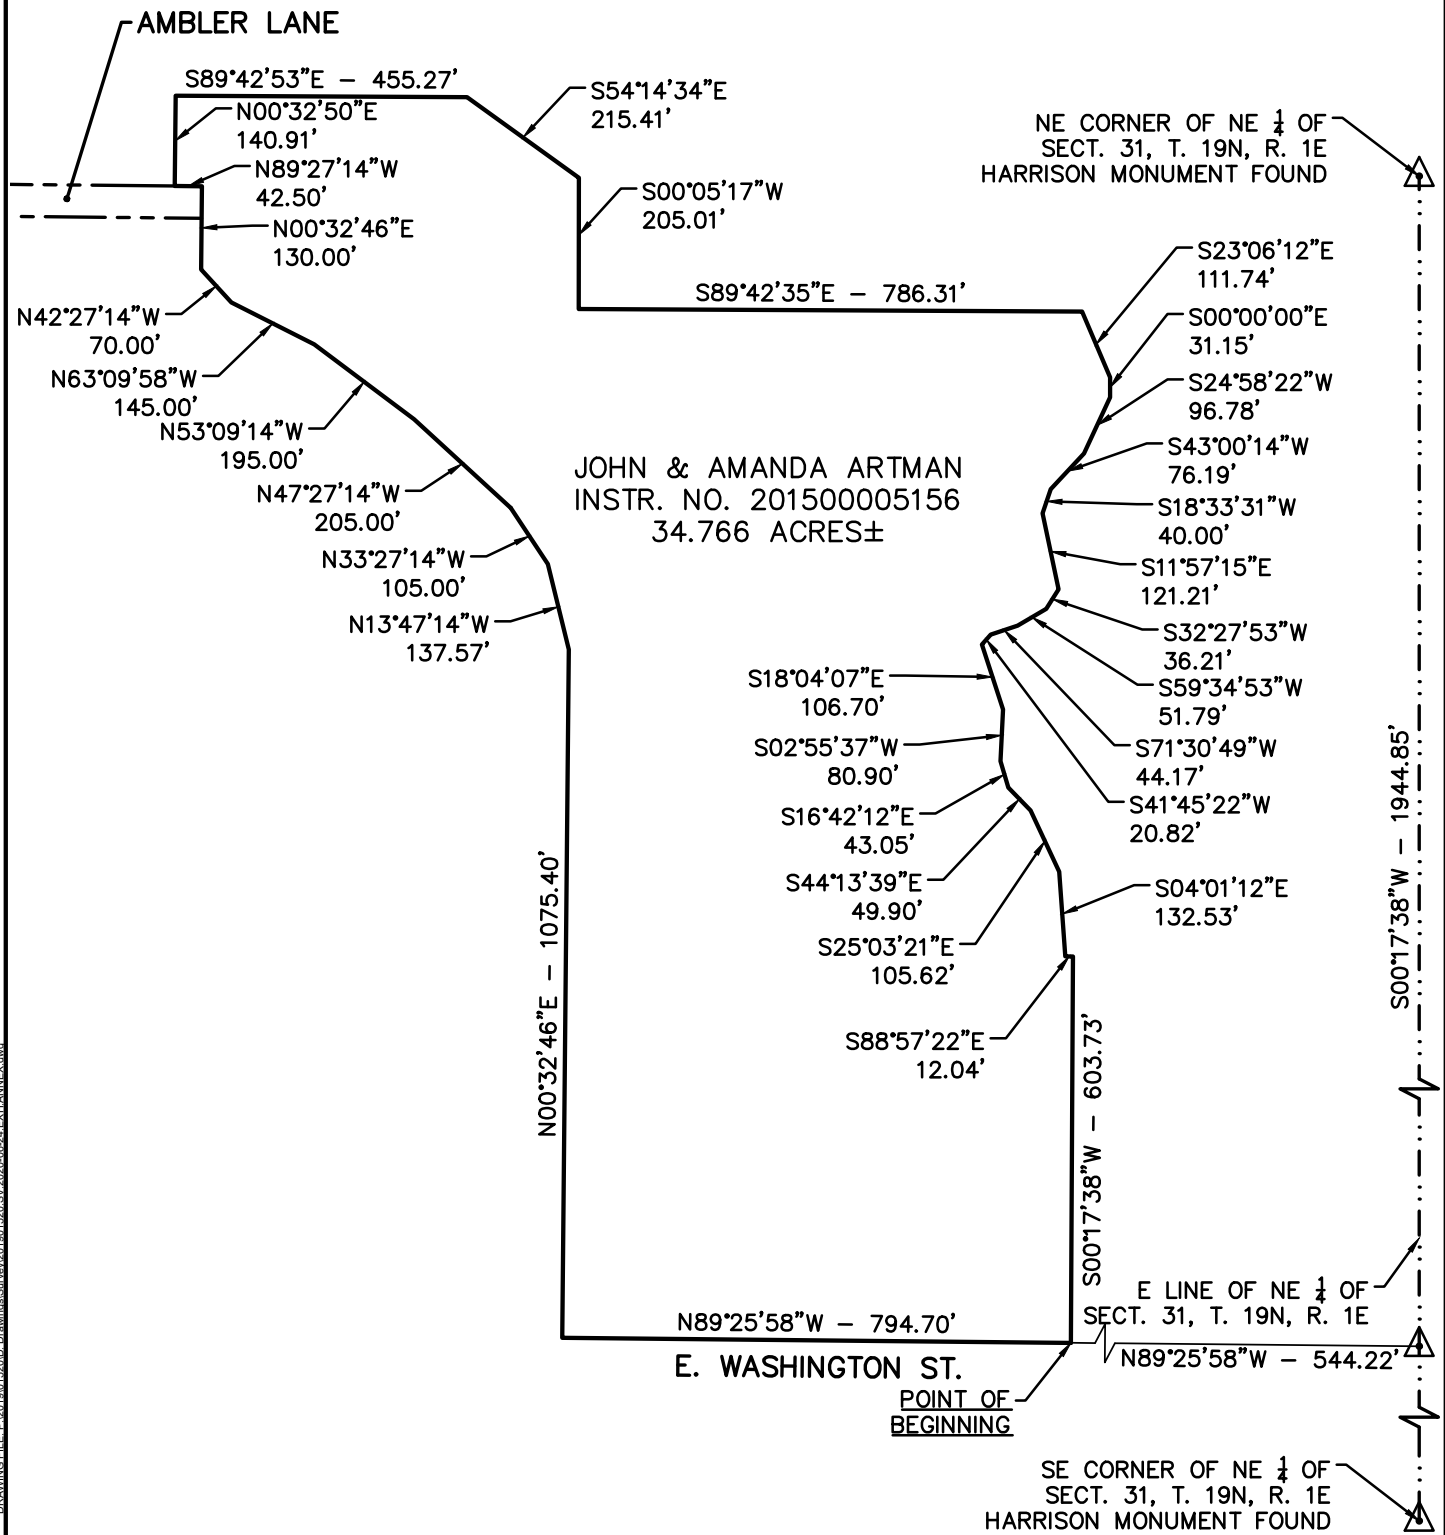 AMBLER LANE
S89°42'53"E – 455.27'
S54°14'34"E
215.41'
N00°32'50"E
140.91'
N89°27'14"W
42.50'
N00°32'46"E
130.00'
S00°05'17"W
205.01'
NE CORNER OF NE 1/4 OF
SECT. 31, T. 19N, R. 1E
HARRISON MONUMENT FOUND
S89°42'35"E – 786.31'
S23°06'12"E
111.74'
S00°00'00"E
31.15'
S24°58'22"W
96.78'
S43°00'14"W
76.19'
S18°33'31"W
40.00'
S11°57'15"E
121.21'
S32°27'53"W
36.21'
S59°34'53"W
51.79'
S71°30'49"W
44.17'
S41°45'22"W
20.82'
N42°27'14"W
70.00'
N63°09'58"W
145.00'
N53°09'14"W
195.00'
N47°27'14"W
205.00'
N33°27'14"W
105.00'
N13°47'14"W
137.57'
JOHN & AMANDA ARTMAN
INSTR. NO. 201500005156
34.766 ACRES±
S18°04'07"E
106.70'
S02°55'37"W
80.90'
S16°42'12"E
43.05'
S44°13'39"E
49.90'
S25°03'21"E
105.62'
S04°01'12"E
132.53'
S88°57'22"E
12.04'
N00°32'46"E – 1075.40'
S00°17'38"W – 603.73'
S00°17'38"W – 1944.85'
E LINE OF NE 1/4 OF
SECT. 31, T. 19N, R. 1E
N89°25'58"W – 794.70'
N89°25'58"W – 544.22'
E. WASHINGTON ST.
POINT OF
BEGINNING
SE CORNER OF NE 1/4 OF
SECT. 31, T. 19N, R. 1E
HARRISON MONUMENT FOUND